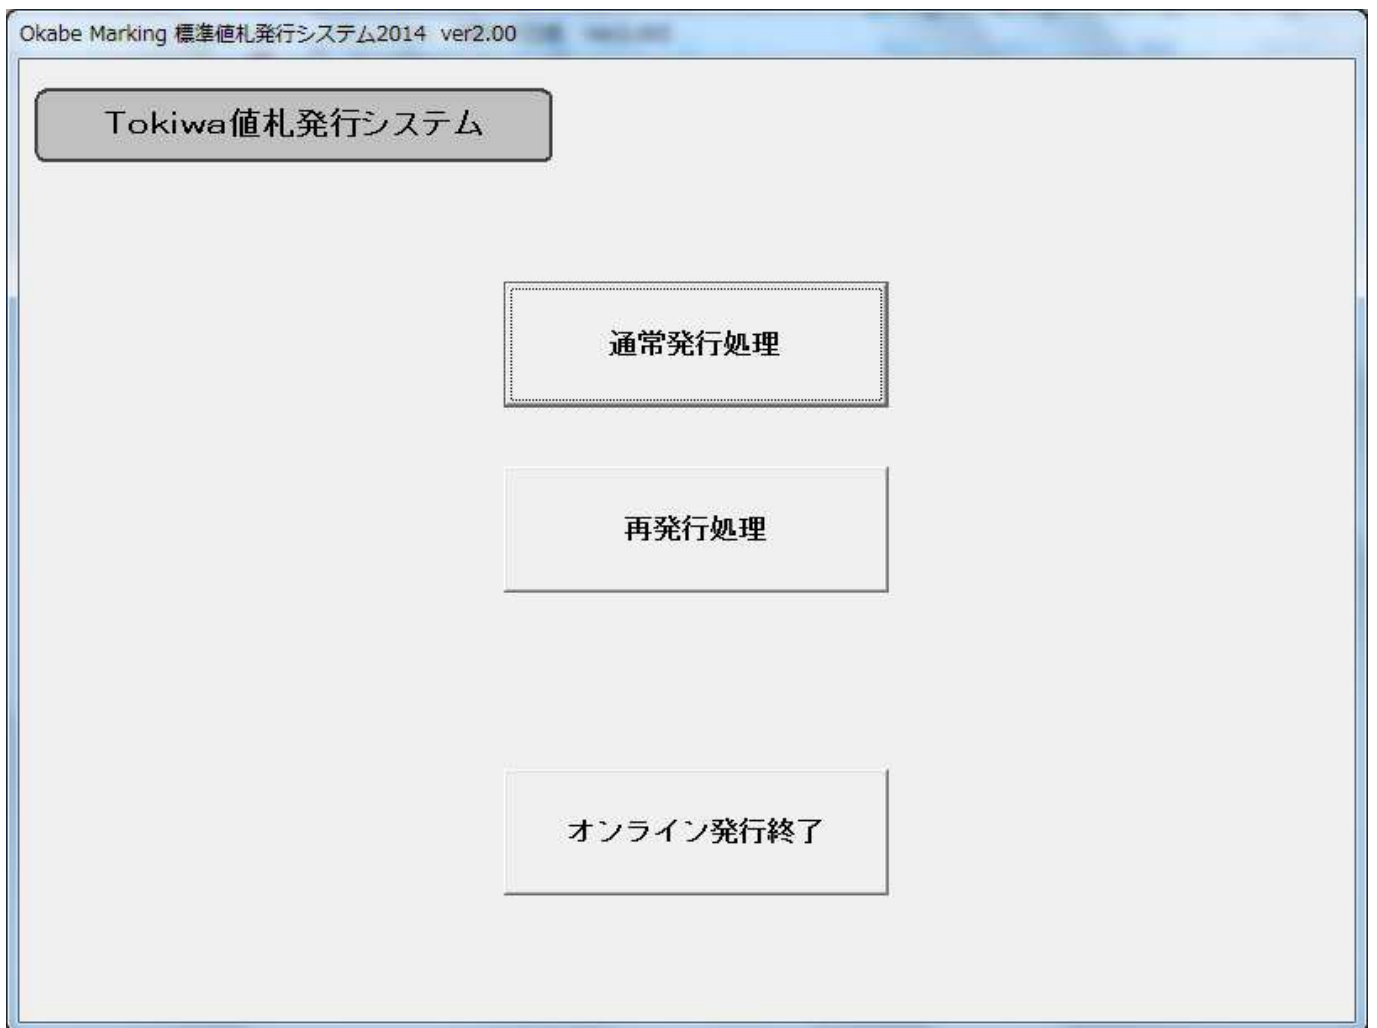 Okabe Marking 標準値札発行システム2014 ver2.00
Tokiwa値札発行システム
通常発行処理
再発行処理
オンライン発行終了